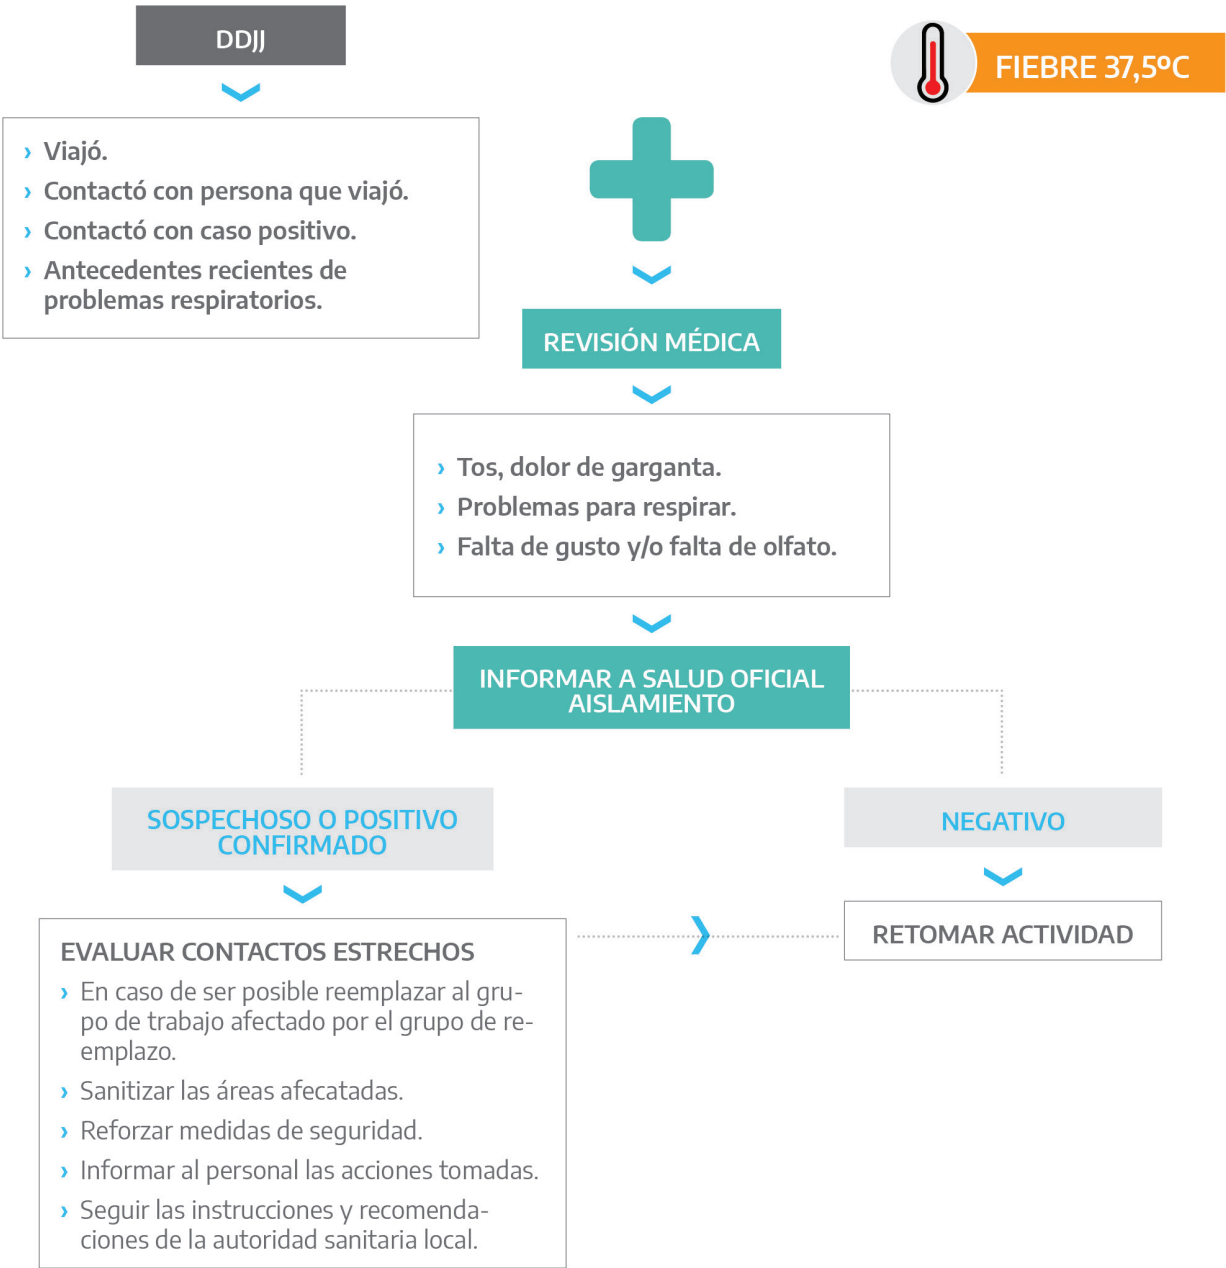 DDJJ
FIEBRE 37,5ºC
› Viajó.
› Contactó con persona que viajó.
› Contactó con caso positivo.
› Antecedentes recientes de
problemas respiratorios.
REVISIÓN MÉDICA
› Tos, dolor de garganta.
› Problemas para respirar.
› Falta de gusto y/o falta de olfato.
INFORMAR A SALUD OFICIAL
AISLAMIENTO
SOSPECHOSO O POSITIVO
CONFIRMADO
NEGATIVO
RETOMAR ACTIVIDAD
EVALUAR CONTACTOS ESTRECHOS
› En caso de ser posible reemplazar al gru-
po de trabajo afectado por el grupo de re-
emplazo.
› Sanitizar las áreas afecatadas.
› Reforzar medidas de seguridad.
› Informar al personal las acciones tomadas.
› Seguir las instrucciones y recomenda-
ciones de la autoridad sanitaria local.